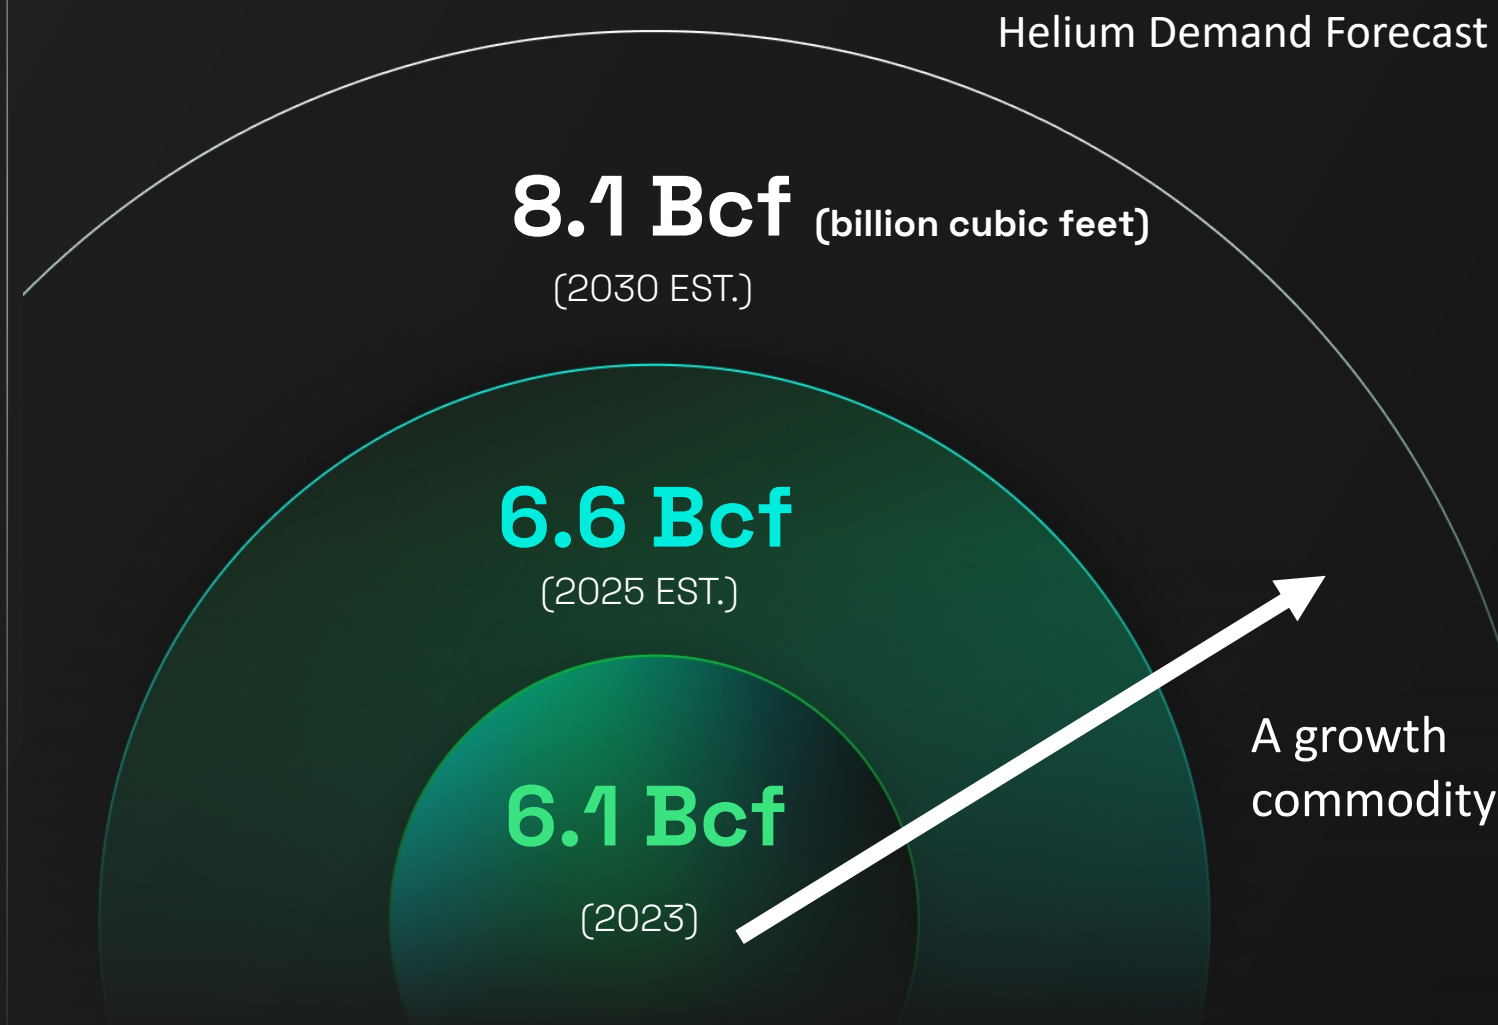 Helium Demand Forecast
8.1 Bcf (billion cubic feet)
(2030 EST.)
6.6 Bcf
(2025 EST.)
6.1 Bcf
(2023)
A growth
commodity